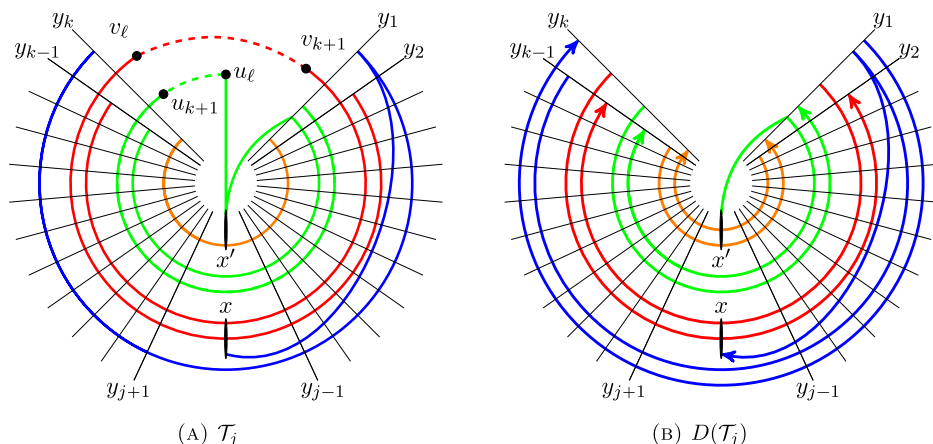 y_k y_1 y_k y_1
v_ℓ v_{k+1}
y_{k−1} y_2 y_{k−1} y_2
u_ℓ
u_{k+1}
x′ x′
x x
y_{j+1} y_{j−1} y_{j+1} y_{j−1}
(A) 𝒯_j (B) D(𝒯_j)